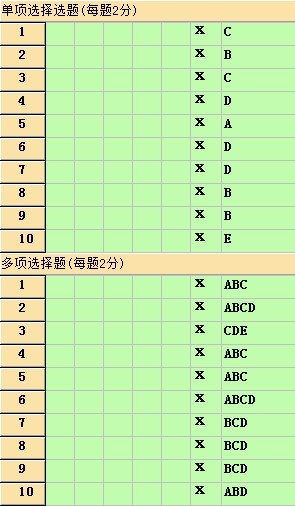 单项选择选题(每题2分)
1 X C
2 X B
3 X C
4 X D
5 X A
6 X D
7 X D
8 X B
9 X B
10 X E
多项选择题(每题2分)
1 X ABC
2 X ABCD
3 X CDE
4 X ABC
5 X ABC
6 X ABCD
7 X BCD
8 X BCD
9 X BCD
10 X ABD